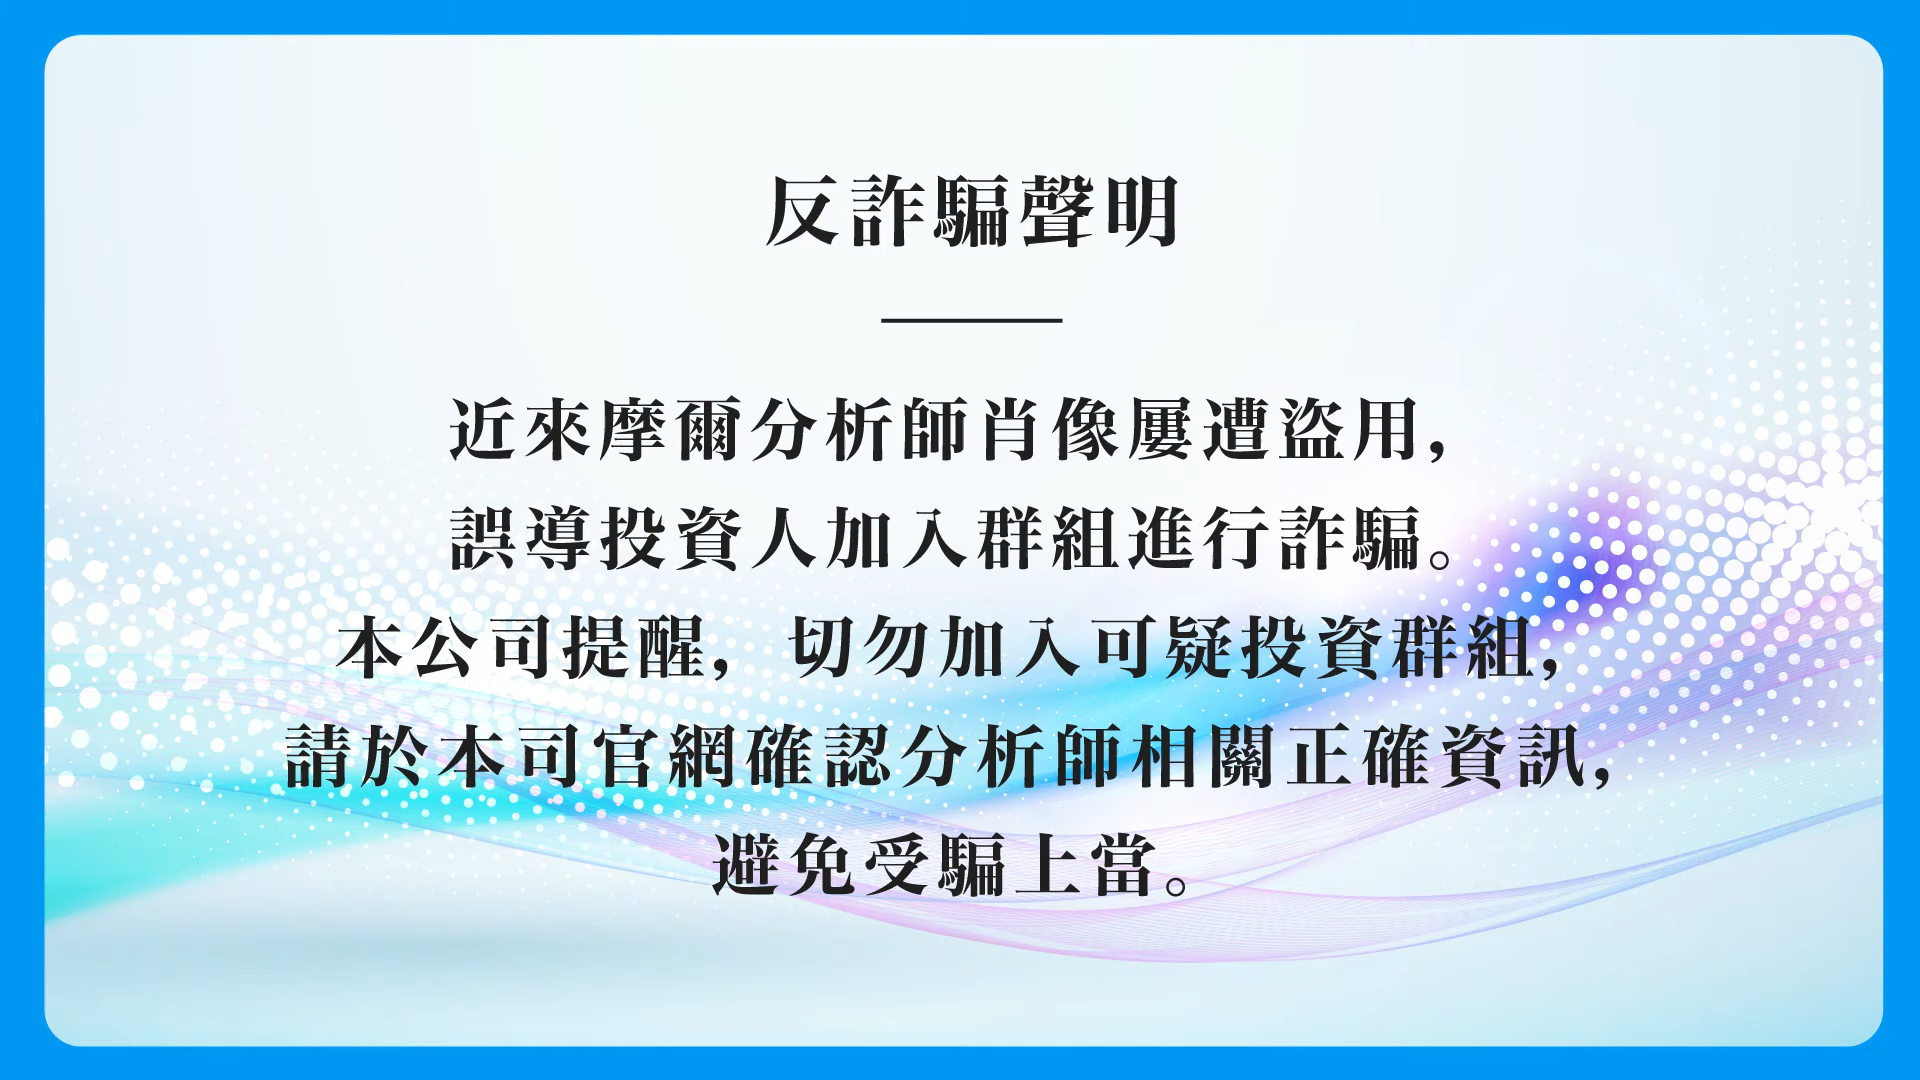 反詐騙聲明
近來摩爾分析師肖像屢遭盜用，
誤導投資人加入群組進行詐騙。
本公司提醒，切勿加入可疑投資群組，
請於本司官網確認分析師相關正確資訊，
避免受騙上當。